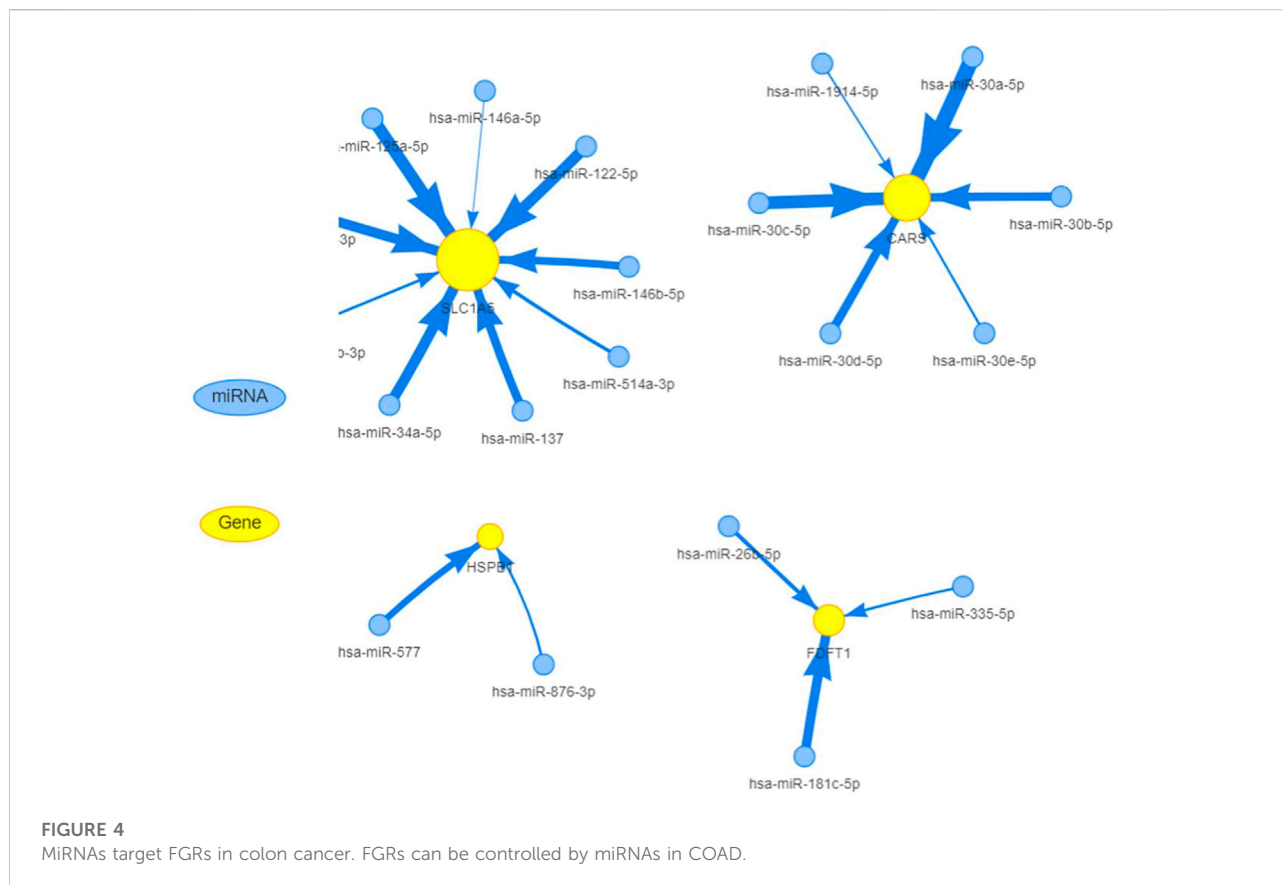 hsa-miR-146a-5p
-miR-125a-5p
hsa-miR-122-5p
-3p
hsa-miR-146b-5p
SLC1A5
-3p
hsa-miR-514a-3p
hsa-miR-34a-5p
hsa-miR-137
hsa-miR-1914-5p
hsa-miR-30a-5p
hsa-miR-30c-5p
hsa-miR-30b-5p
CARS
hsa-miR-30d-5p
hsa-miR-30e-5p
miRNA
Gene
HSPB1
hsa-miR-577
hsa-miR-876-3p
hsa-miR-26b-5p
hsa-miR-335-5p
FDFT1
hsa-miR-181c-5p
FIGURE 4
MiRNAs target FGRs in colon cancer. FGRs can be controlled by miRNAs in COAD.